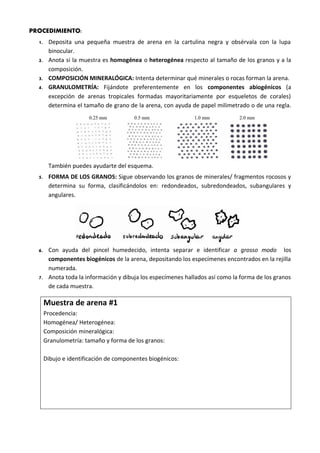 PROCEDIMIENTO:
1. Deposita una pequeña muestra de arena en la cartulina negra y obsérvala con la lupa
binocular.
2. Anota si la muestra es homogénea o heterogénea respecto al tamaño de los granos y a la
composición.
3. COMPOSICIÓN MINERALÓGICA: Intenta determinar qué minerales o rocas forman la arena.
4. GRANULOMETRÍA: Fijándote preferentemente en los componentes abiogénicos (a
excepción de arenas tropicales formadas mayoritariamente por esqueletos de corales)
determina el tamaño de grano de la arena, con ayuda de papel milimetrado o de una regla.
0.25 mm 0.5 mm 1.0 mm 2.0 mm
También puedes ayudarte del esquema.
5. FORMA DE LOS GRANOS: Sigue observando los granos de minerales/ fragmentos rocosos y
determina su forma, clasificándolos en: redondeados, subredondeados, subangulares y
angulares.
redondeado subredondeado subangular angular
6. Con ayuda del pincel humedecido, intenta separar e identificar a grosso modo los
componentes biogénicos de la arena, depositando los especímenes encontrados en la rejilla
numerada.
7. Anota toda la información y dibuja los especímenes hallados así como la forma de los granos
de cada muestra.
Muestra de arena #1
Procedencia:
Homogénea/ Heterogénea:
Composición mineralógica:
Granulometría: tamaño y forma de los granos:
Dibujo e identificación de componentes biogénicos: